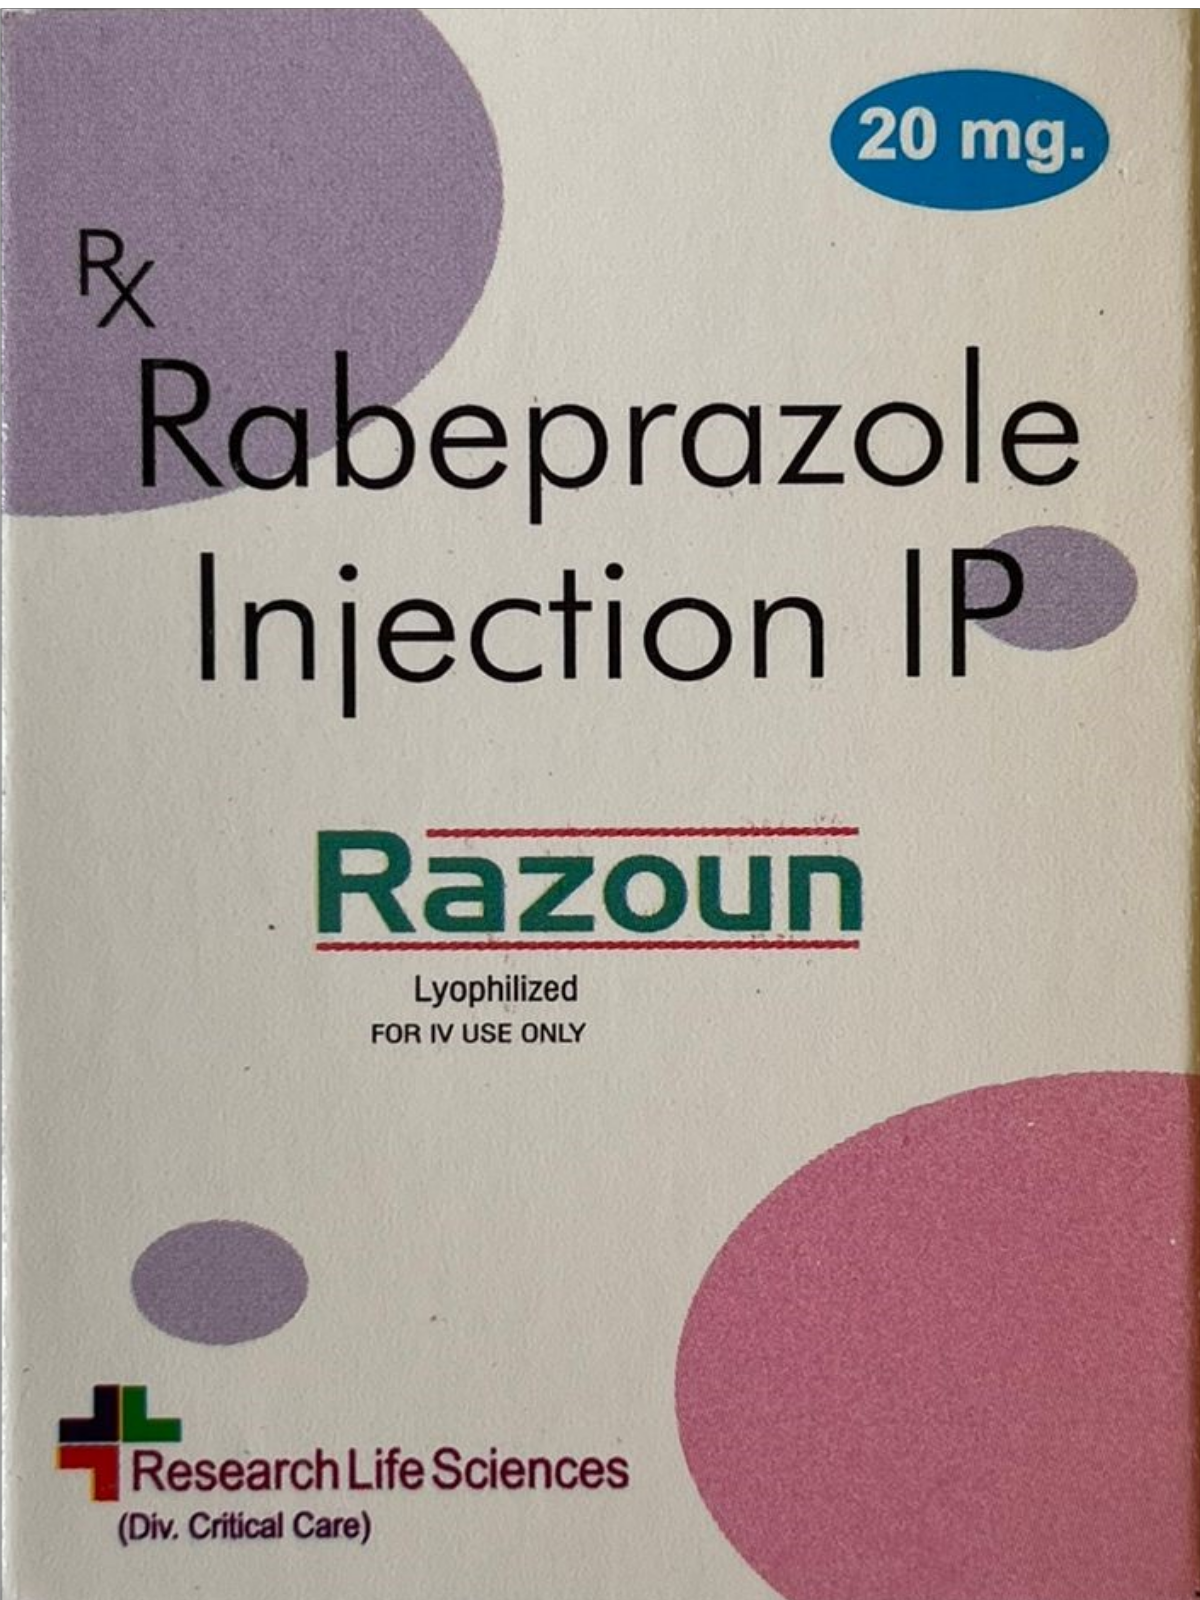 20 mg.
Rx
Rabeprazole
Injection IP
Razoun
Lyophilized
FOR IV USE ONLY
Research Life Sciences
(Div. Critical Care)